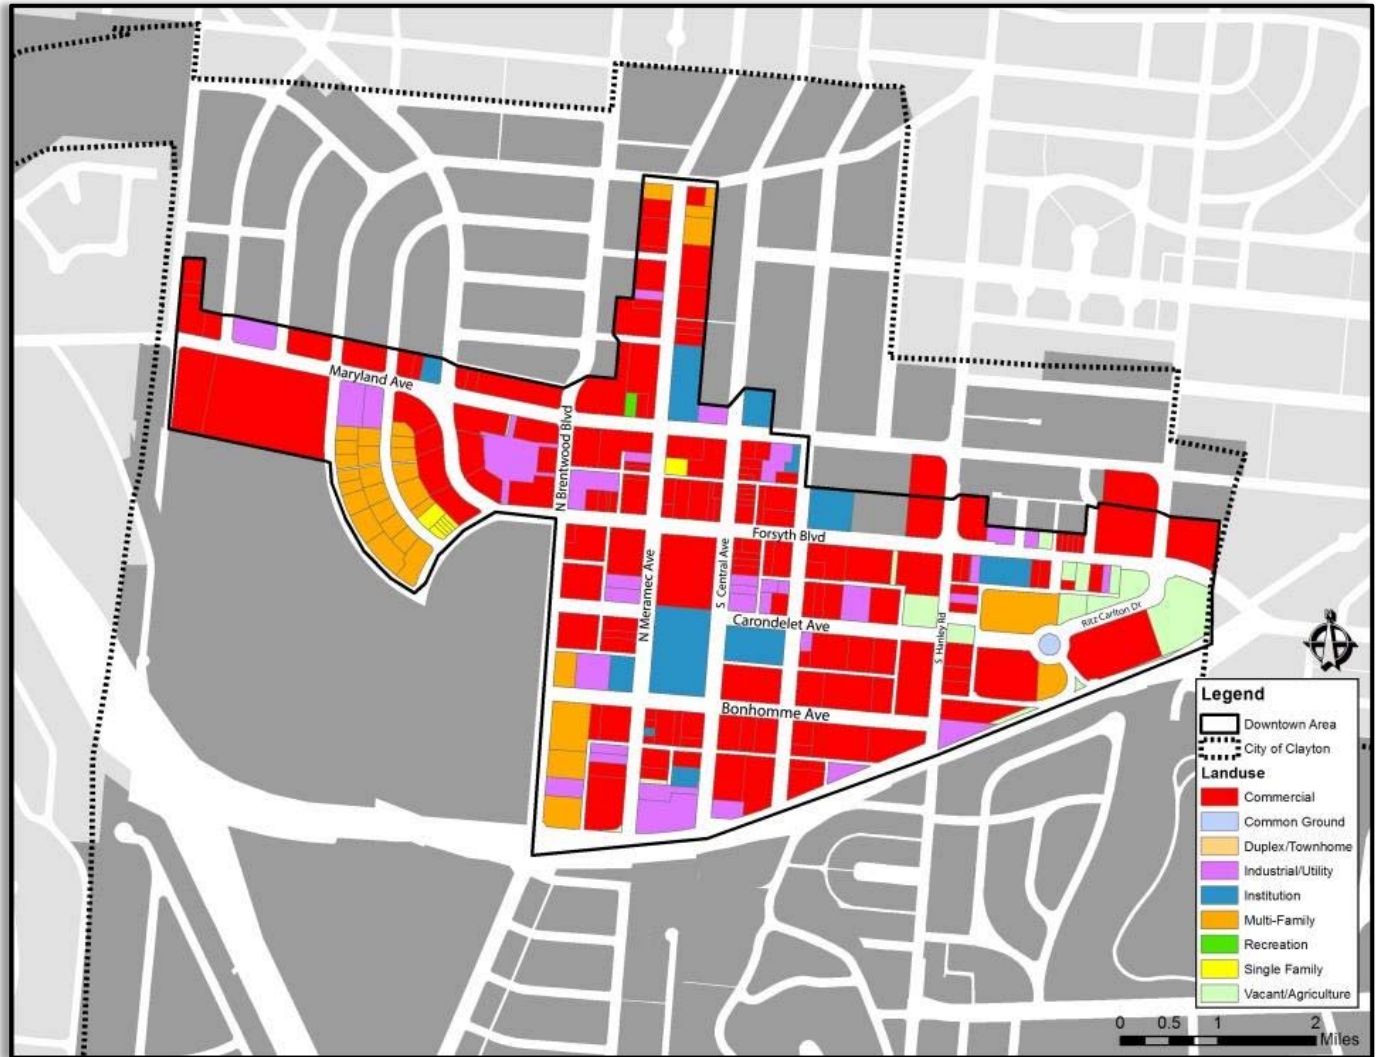 Maryland Ave
N Brentwood Blvd
Forsyth Blvd
N Meramec Ave
S Central Ave
Carondelet Ave
S Hanley Rd
Ritz Carlton Dr
Bonhomme Ave
Legend
Downtown Area
City of Clayton
Landuse
Commercial
Common Ground
Duplex/Townhome
Industrial/Utility
Institution
Multi-Family
Recreation
Single Family
Vacant/Agriculture
0 0.5 1 2
Miles